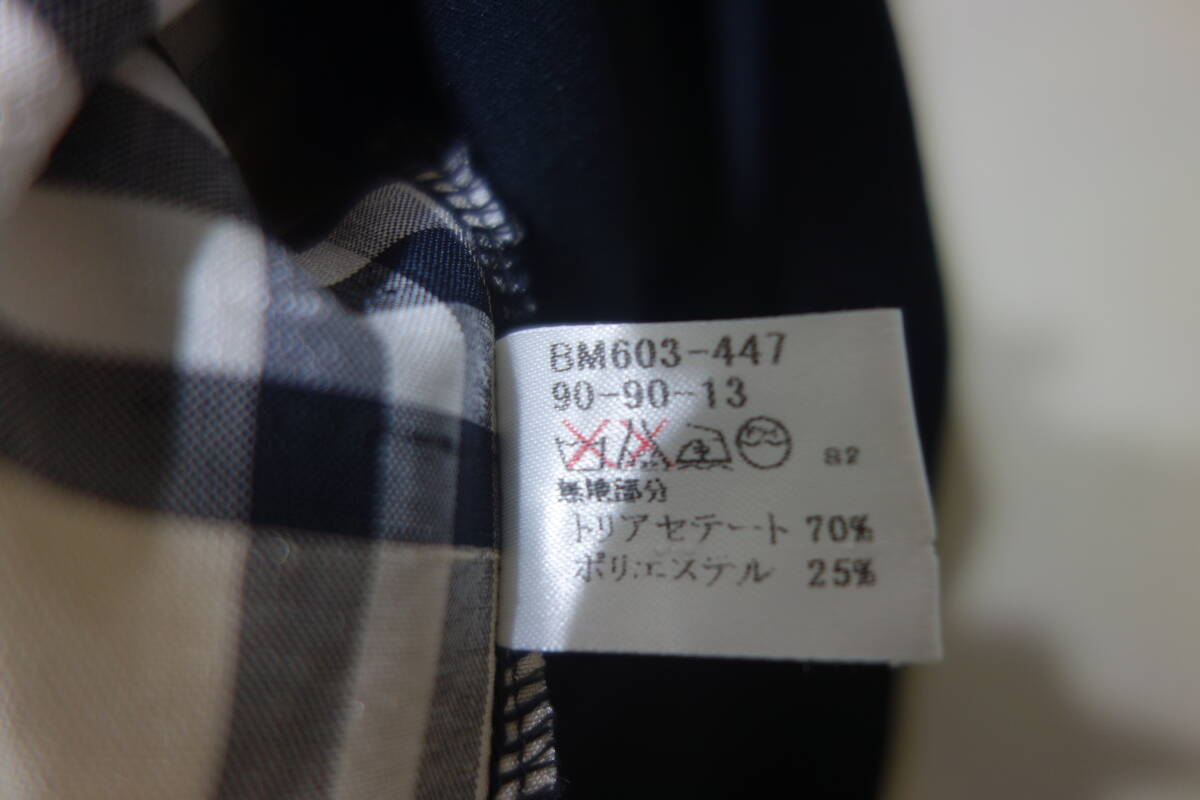 BM603-447
90-90-13
中 82
無地部分
トリアセテート 70%
ポリエステル 25%